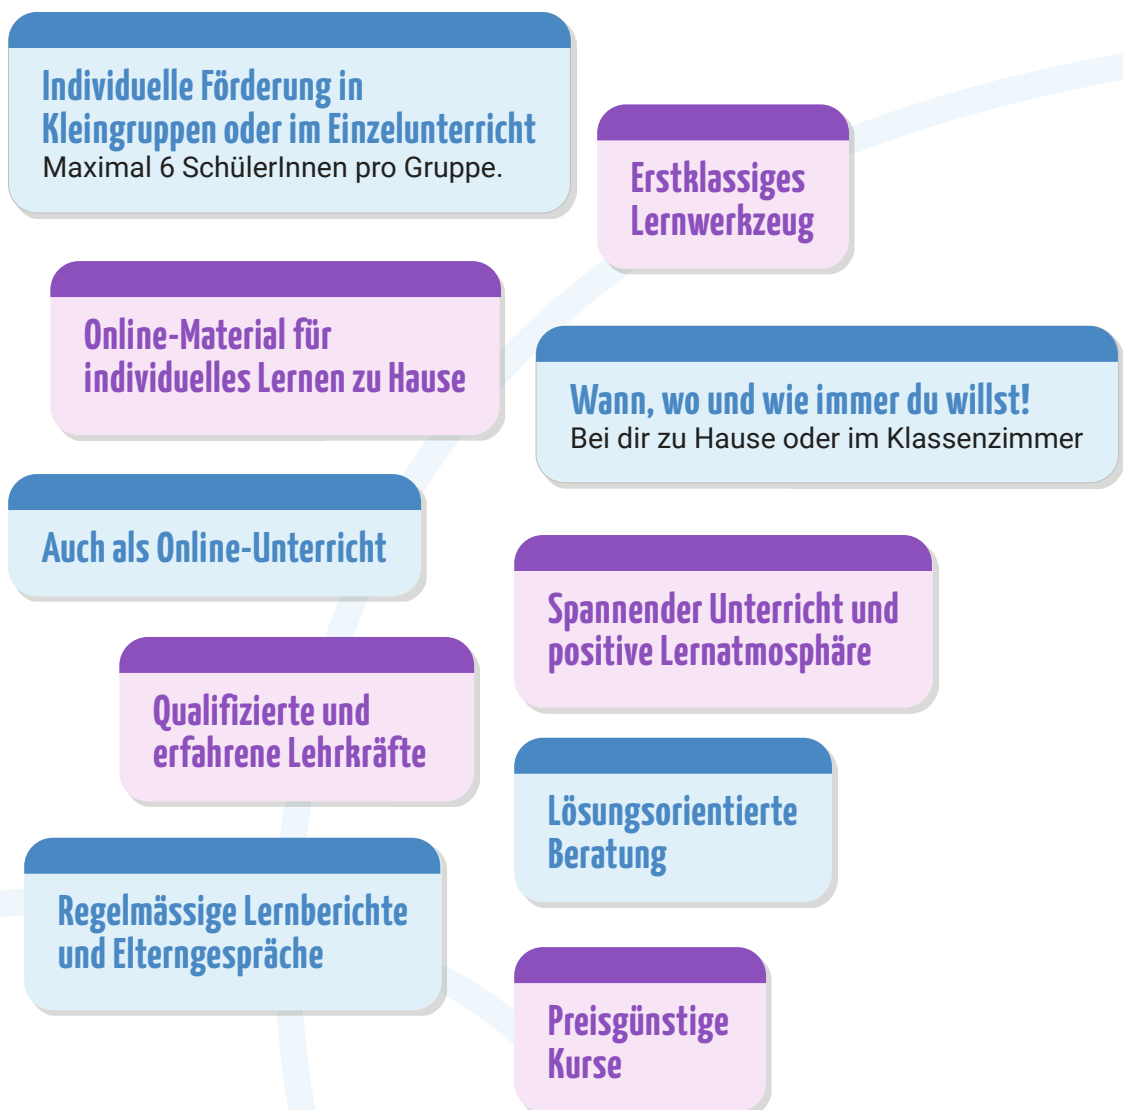 Individuelle Förderung in
Kleingruppen oder im Einzelunterricht
Maximal 6 SchülerInnen pro Gruppe.
Erstklassiges
Lernwerkzeug
Online-Material für
individuelles Lernen zu Hause
Wann, wo und wie immer du willst!
Bei dir zu Hause oder im Klassenzimmer
Auch als Online-Unterricht
Spannender Unterricht und
positive Lernatmosphäre
Qualifizierte und
erfahrene Lehrkräfte
Lösungsorientierte
Beratung
Regelmässige Lernberichte
und Elterngespräche
Preisgünstige
Kurse